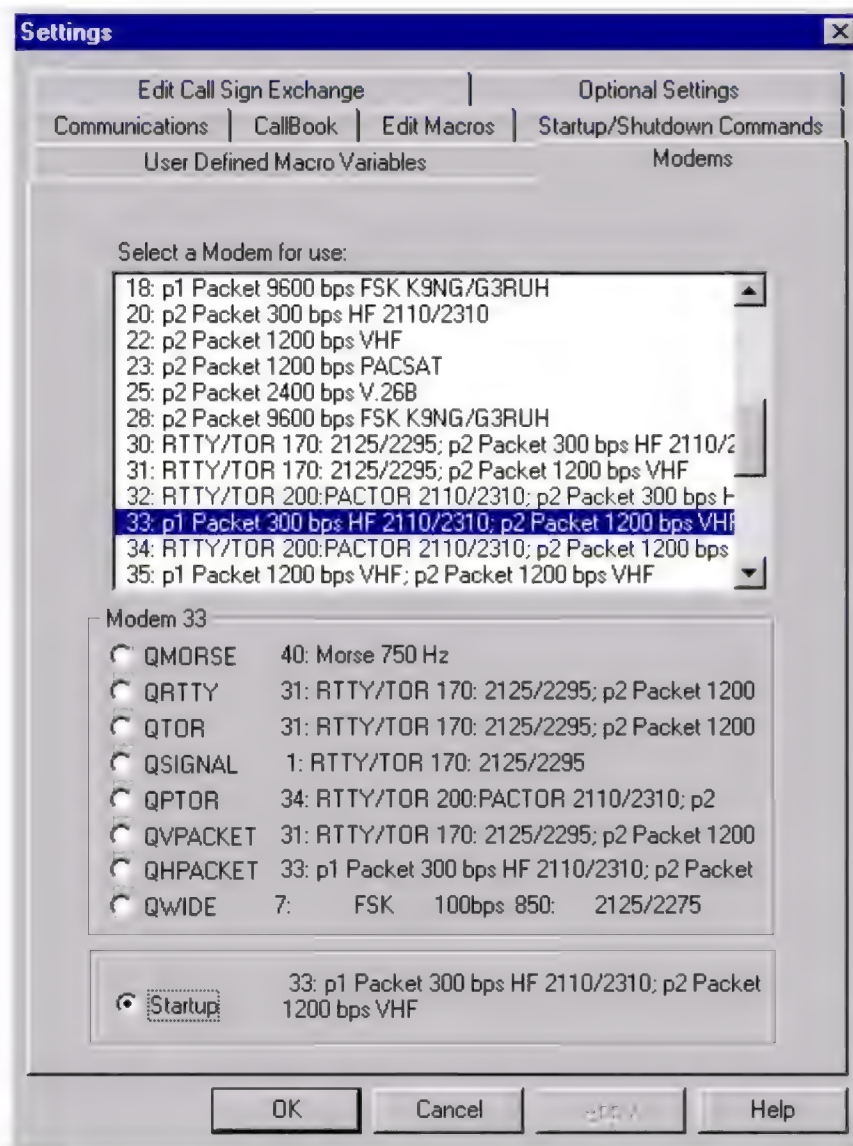 Settings
Edit Call Sign Exchange
Optional Settings
Communications
CallBook
Edit Macros
Startup/Shutdown Commands
User Defined Macro Variables
Modems
Select a Modem for use:
18: p1 Packet 9600 bps FSK K9NG/G3RUH
20: p2 Packet 300 bps HF 2110/2310
22: p2 Packet 1200 bps VHF
23: p2 Packet 1200 bps PACSAT
25: p2 Packet 2400 bps V.26B
28: p2 Packet 9600 bps FSK K9NG/G3RUH
30: RTTY/TOR 170: 2125/2295; p2 Packet 300 bps HF 2110/2
31: RTTY/TOR 170: 2125/2295; p2 Packet 1200 bps VHF
32: RTTY/TOR 200:PACTOR 2110/2310; p2 Packet 300 bps H
33: p1 Packet 300 bps HF 2110/2310; p2 Packet 1200 bps VHF
34: RTTY/TOR 200:PACTOR 2110/2310; p2 Packet 1200 bps
35: p1 Packet 1200 bps VHF; p2 Packet 1200 bps VHF
Modem 33
QMORSE 40: Morse 750 Hz
QRTTY 31: RTTY/TOR 170: 2125/2295; p2 Packet 1200
QTOR 31: RTTY/TOR 170: 2125/2295; p2 Packet 1200
QSIGNAL 1: RTTY/TOR 170: 2125/2295
QPTOR 34: RTTY/TOR 200:PACTOR 2110/2310; p2
QVPACKET 31: RTTY/TOR 170: 2125/2295; p2 Packet 1200
QHPACKET 33: p1 Packet 300 bps HF 2110/2310; p2 Packet
QWIDE 7: FSK 100bps 850: 2125/2275
Startup 33: p1 Packet 300 bps HF 2110/2310; p2 Packet
1200 bps VHF
OK
Cancel
Help